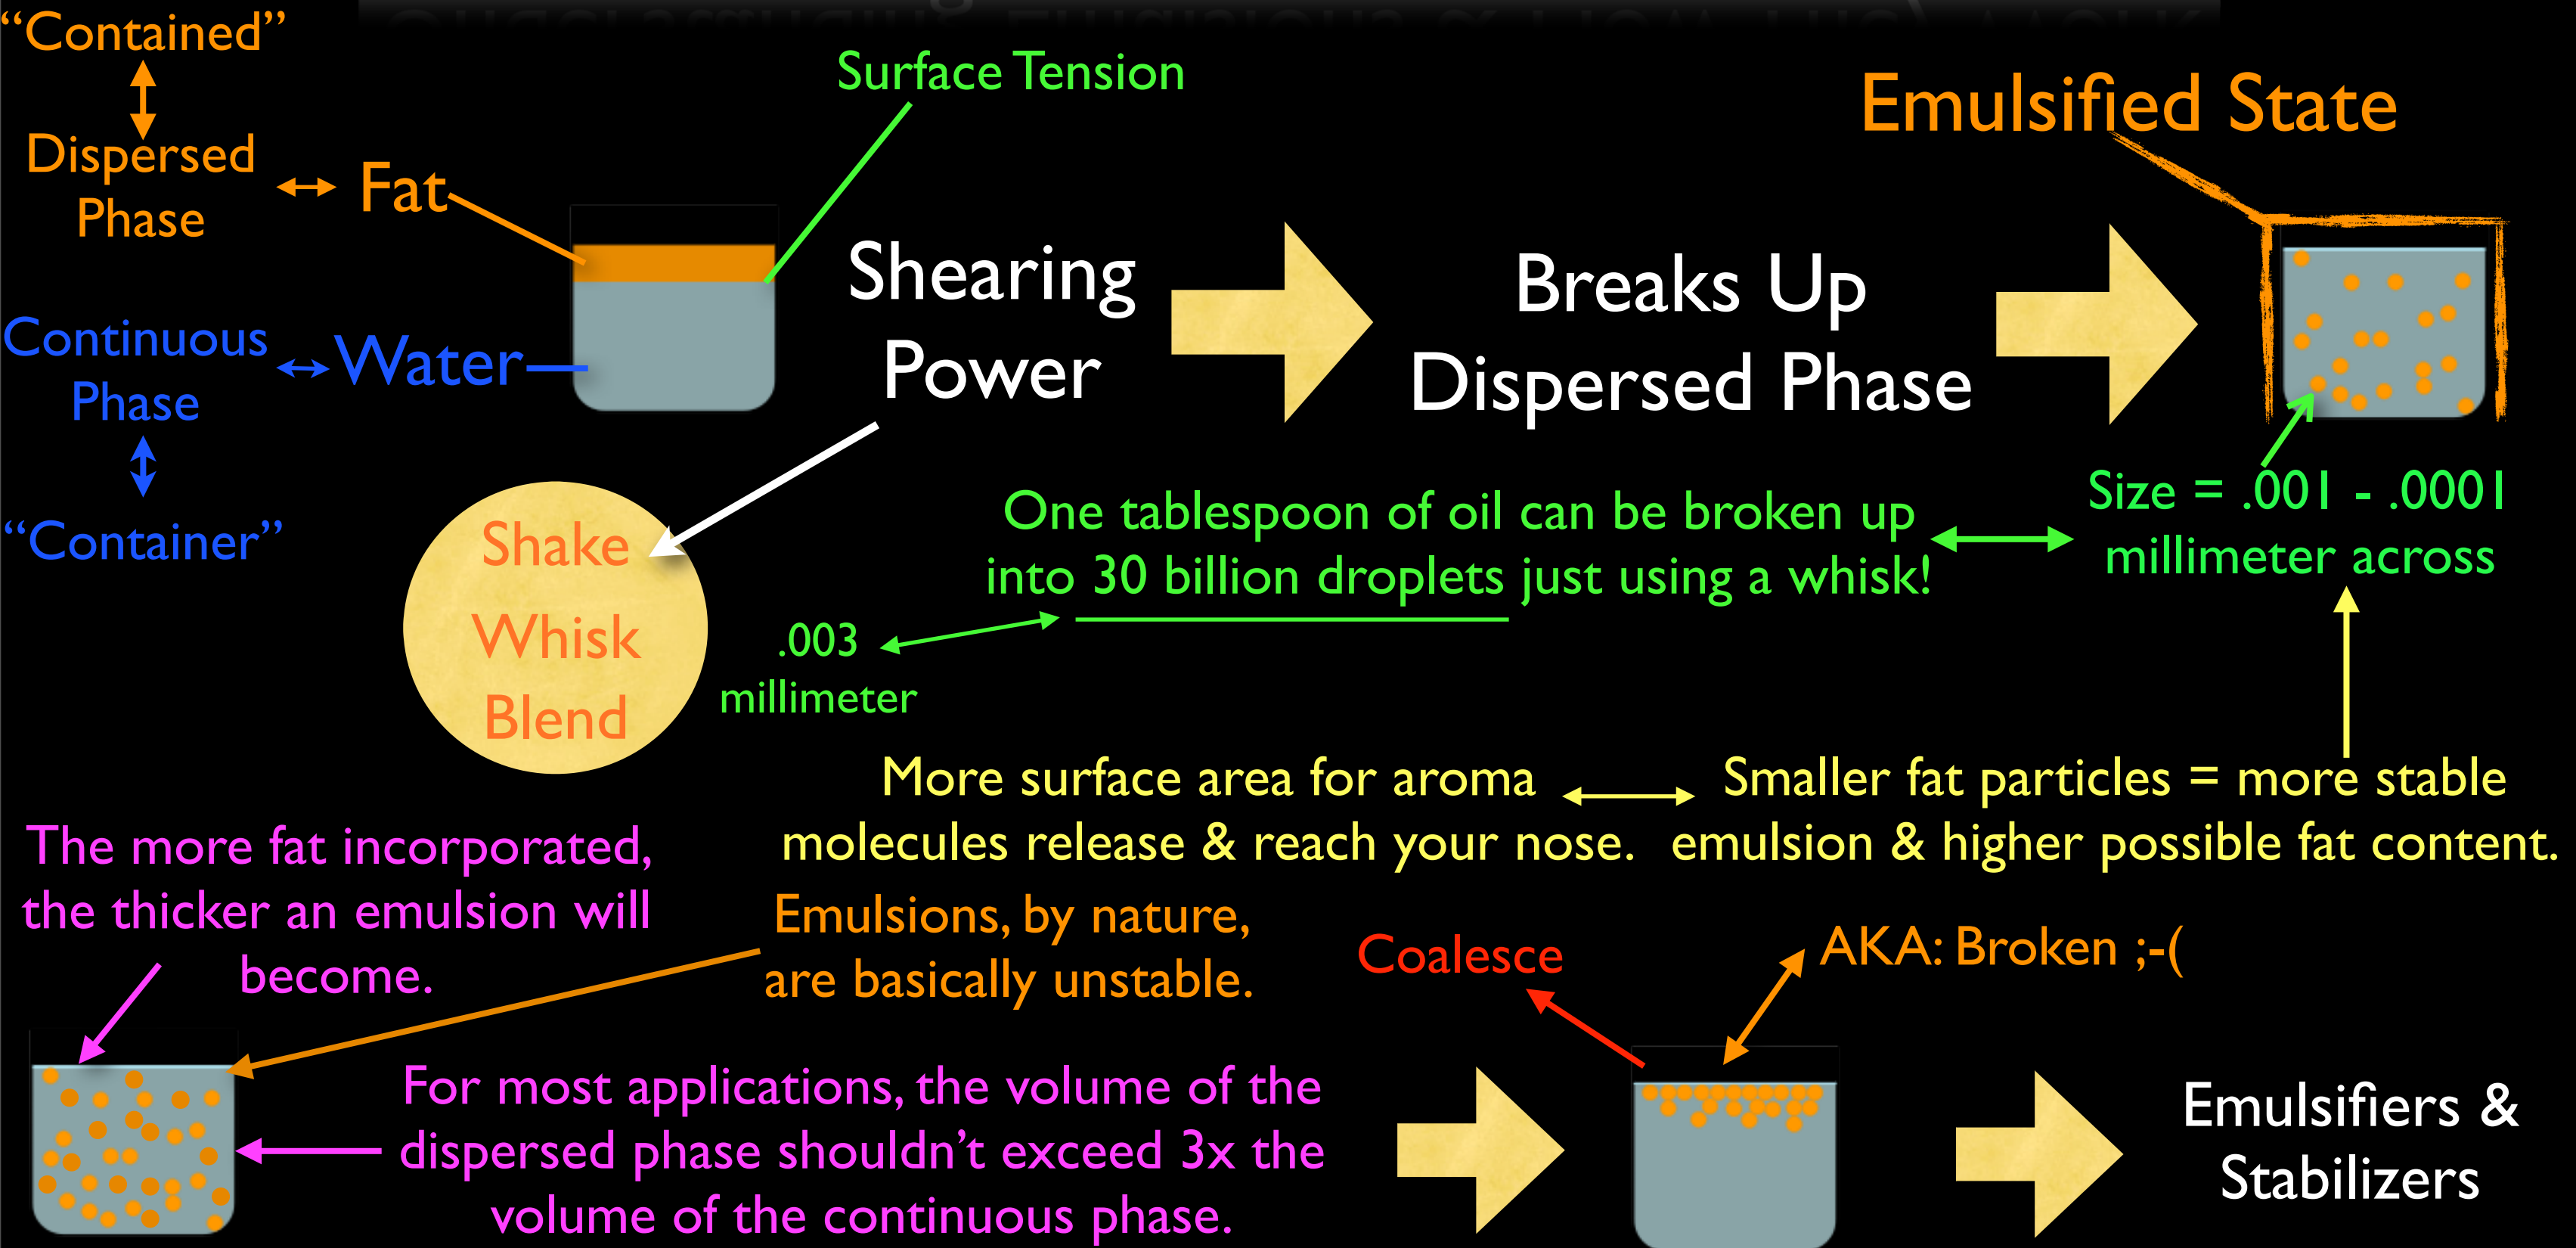 “Contained”
Dispersed
Phase
Fat
Continuous
Phase
Water
“Container”
Surface Tension
Shearing
Power
Breaks Up
Dispersed Phase
Emulsified State
Shake
Whisk
Blend
One tablespoon of oil can be broken up
into 30 billion droplets just using a whisk!
.003
millimeter
Size = .001 - .0001
millimeter across
More surface area for aroma
molecules release & reach your nose.
Smaller fat particles = more stable
emulsion & higher possible fat content.
The more fat incorporated,
the thicker an emulsion will
become.
Emulsions, by nature,
are basically unstable.
Coalesce
AKA: Broken ;-(
For most applications, the volume of the
dispersed phase shouldn’t exceed 3x the
volume of the continuous phase.
Emulsifiers &
Stabilizers